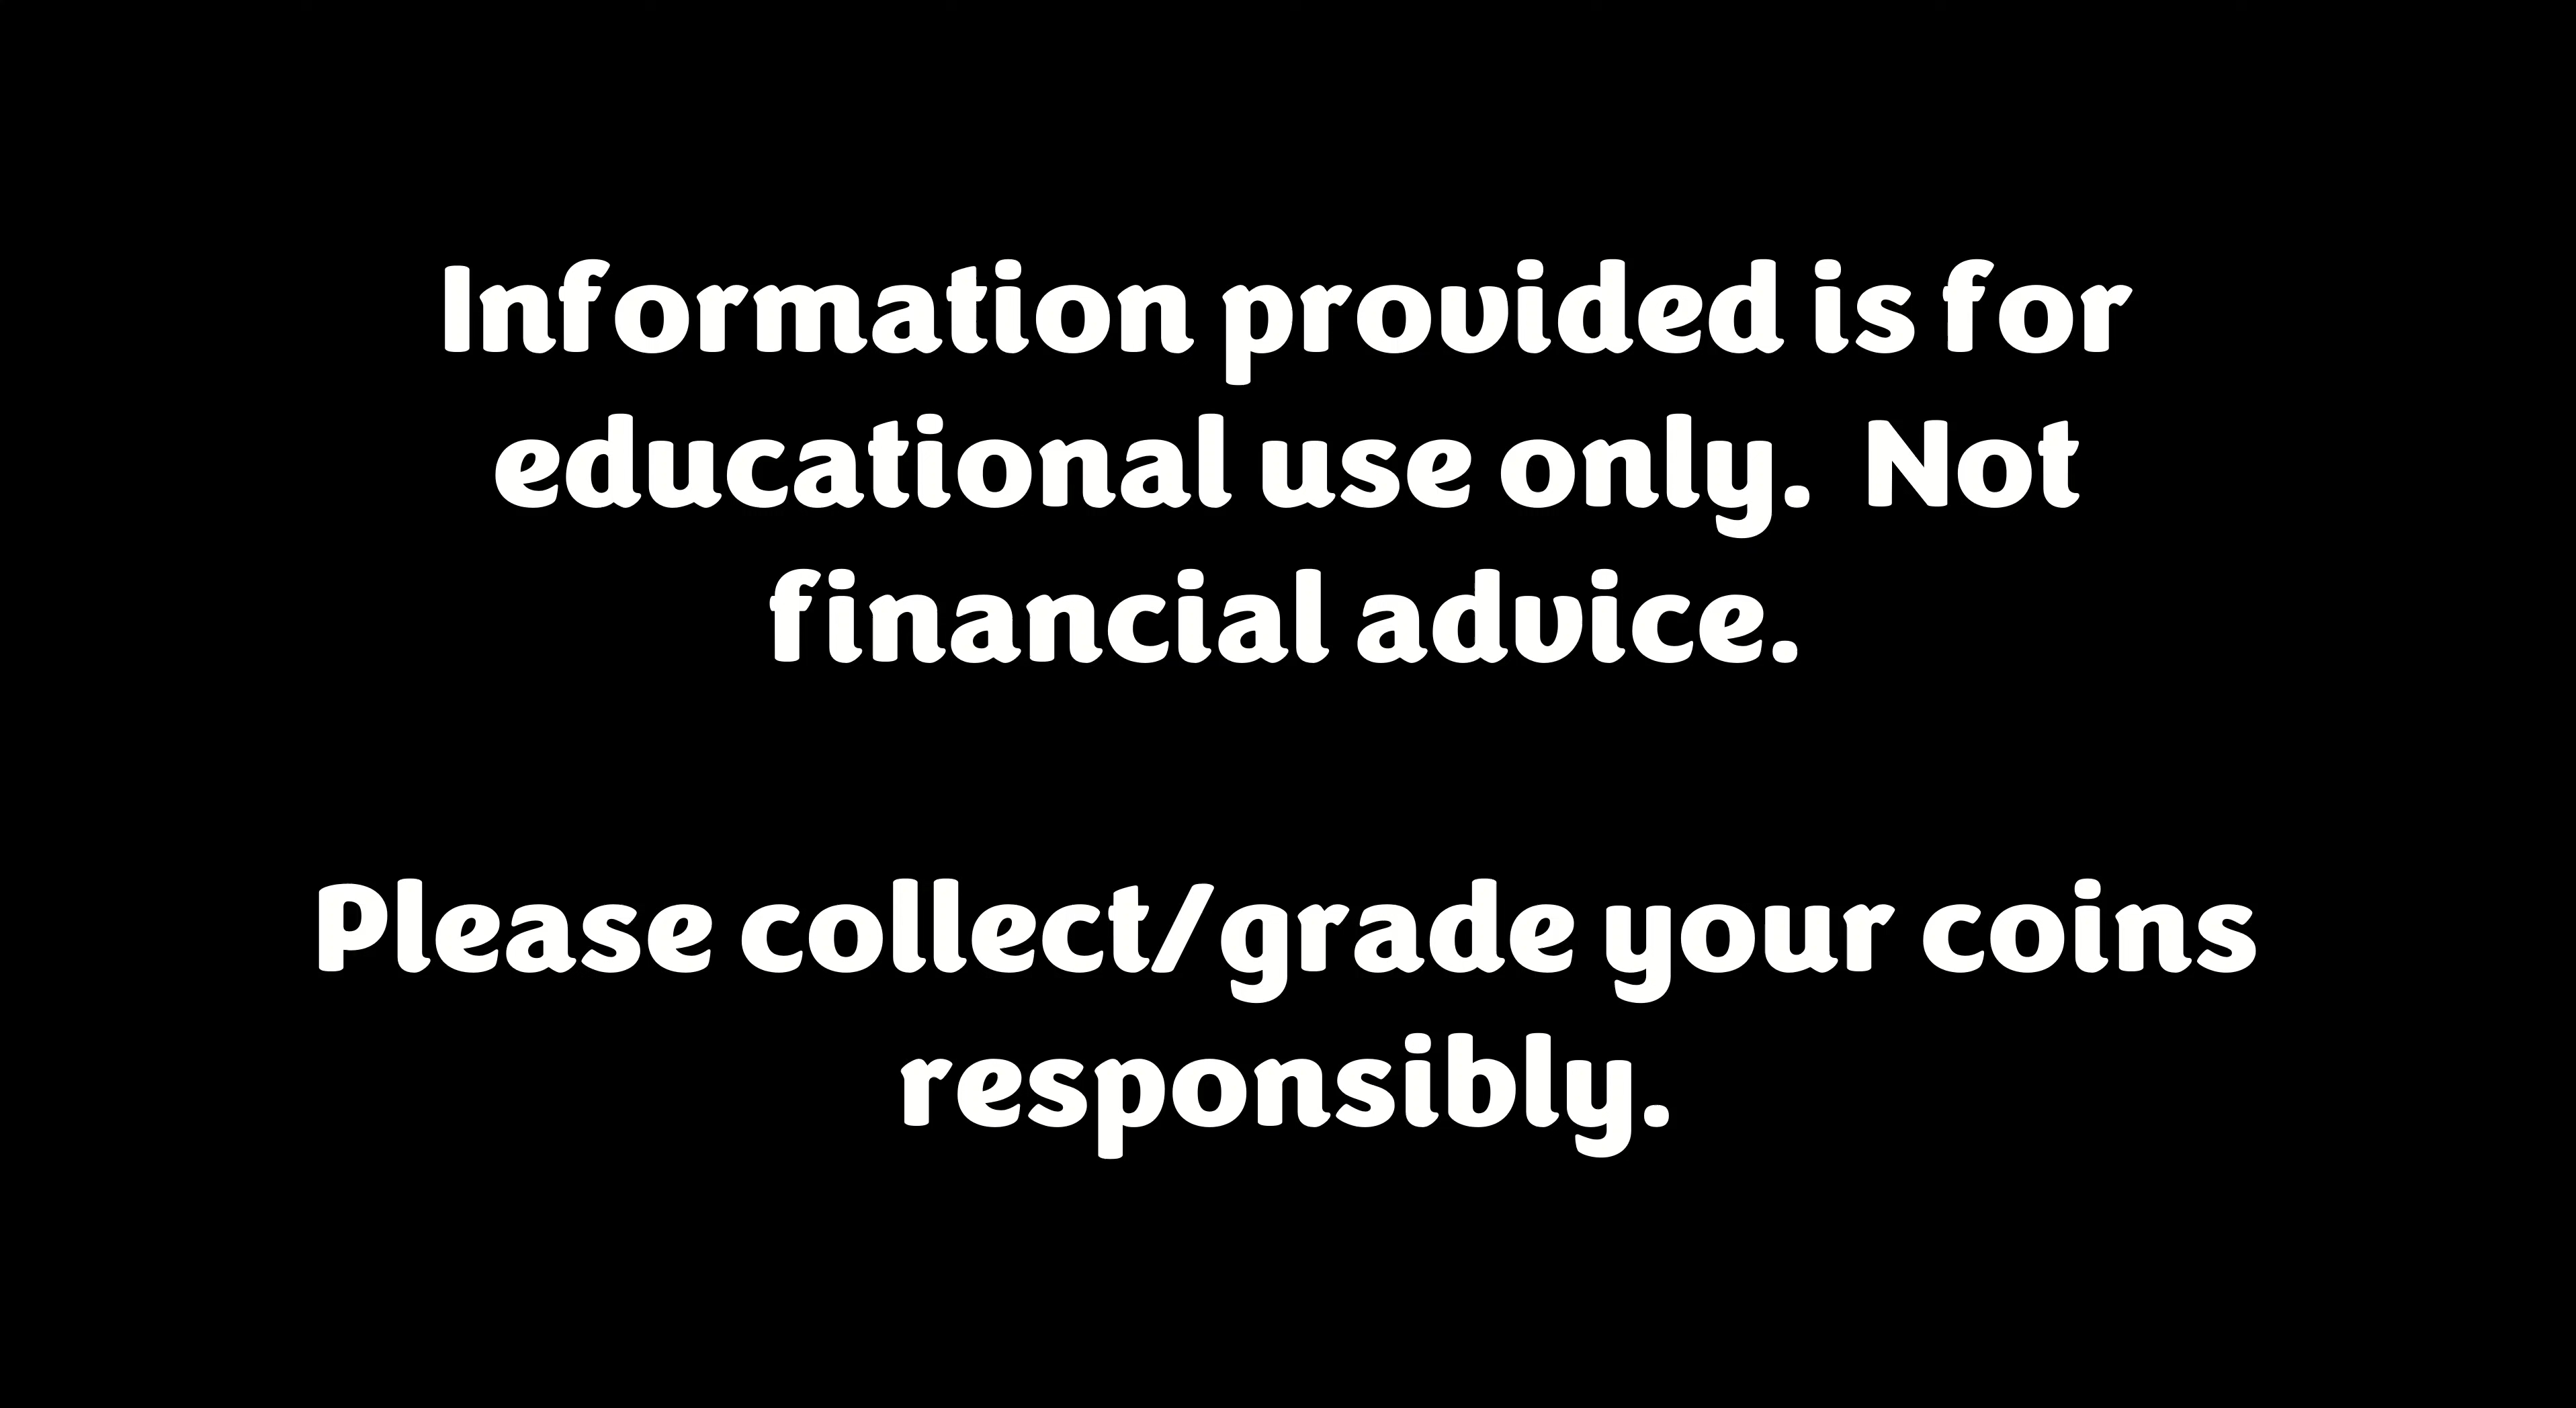 Information provided is for
educational use only.  Not
financial advice.
Please collect/grade your coins
responsibly.